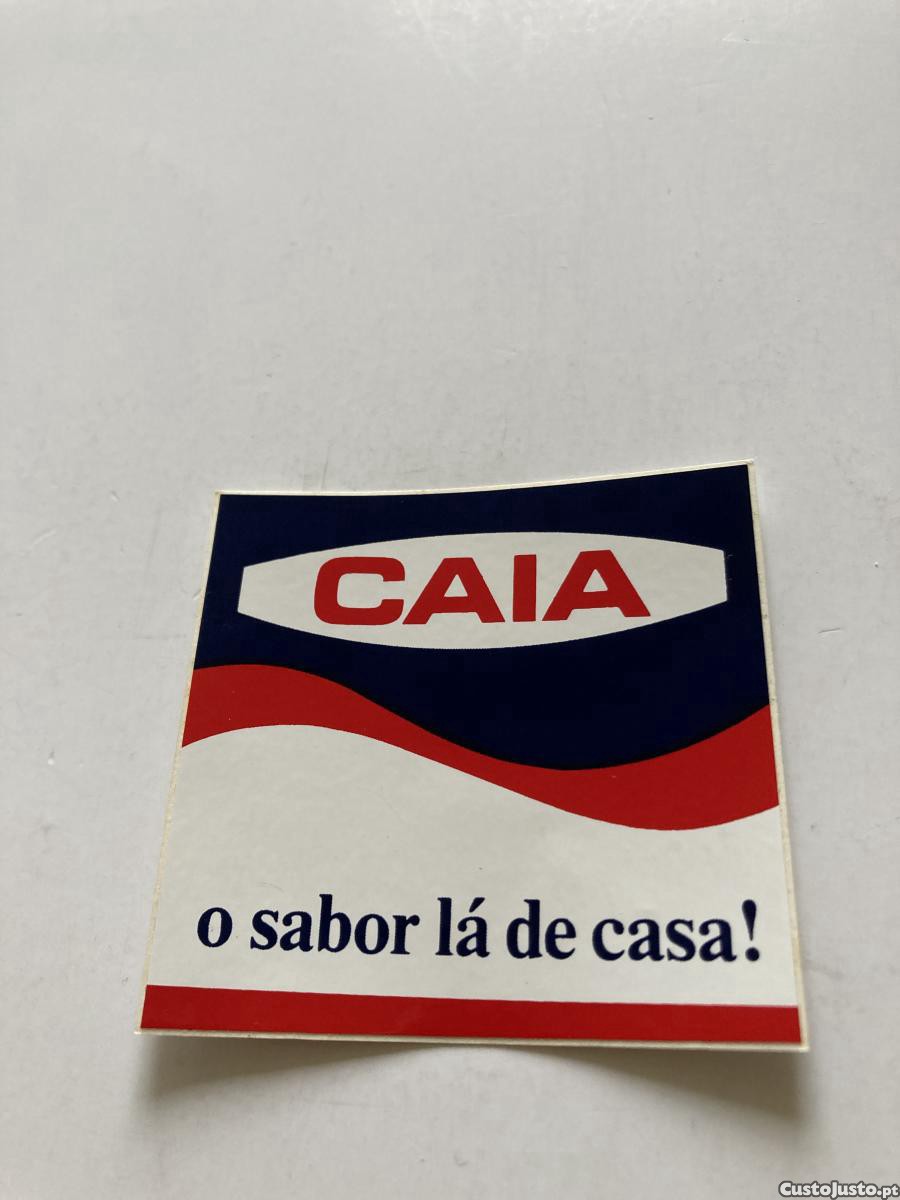 CAIA
o sabor lá de casa!
CustoJusto.pt